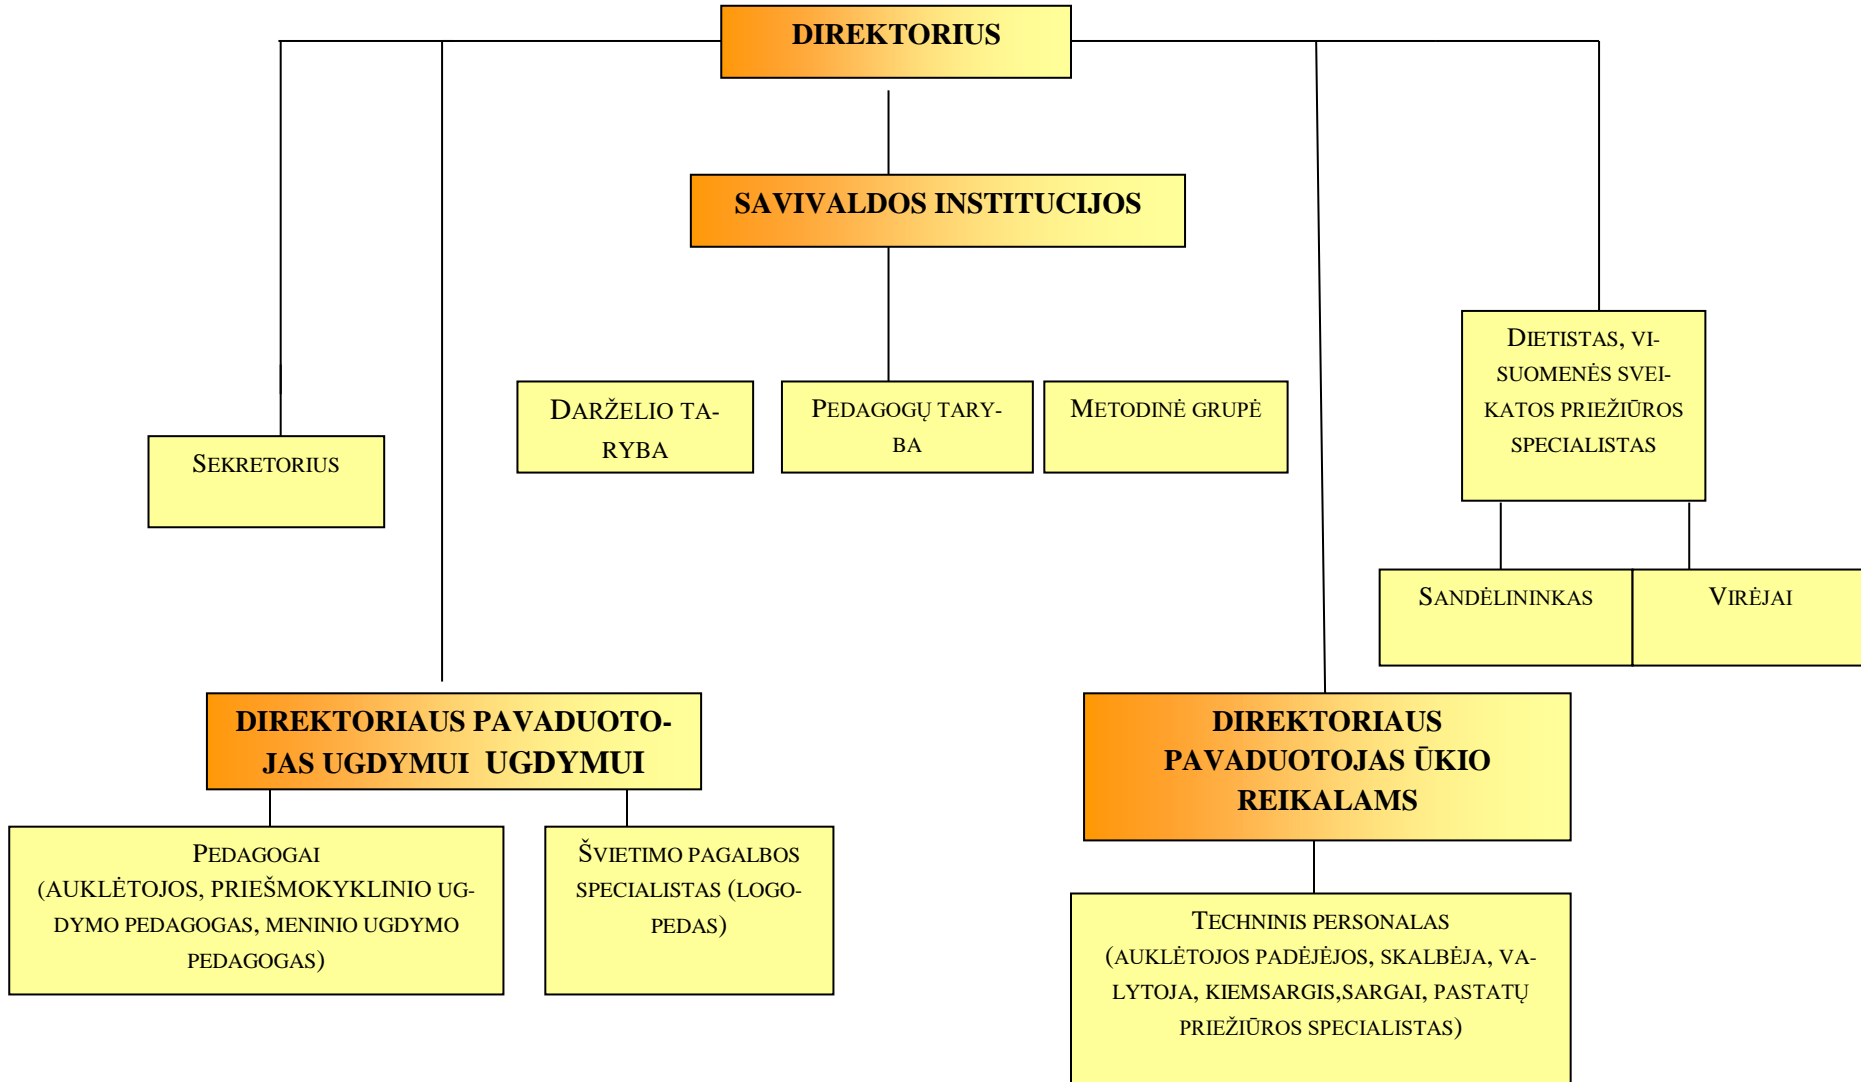 DIREKTORIUS
SAVIVALDOS INSTITUCIJOS
DIETISTAS, VI-
SUOMENĖS SVEI-
KATOS PRIEŽIŪROS
SPECIALISTAS
DARŽELIO TA-
RYBA
PEDAGOGŲ TARY-
BA
METODINĖ GRUPĖ
SEKRETORIUS
SANDĖLININKAS
VIRĖJAI
DIREKTORIAUS PAVADUOTO-
JAS UGDYMUI UGDYMUI
DIREKTORIAUS
PAVADUOTOJAS ŪKIO
REIKALAMS
PEDAGOGAI
(AUKLĖTOJOS, PRIEŠMOKYKLINIO UG-
DYMO PEDAGOGAS, MENINIO UGDYMO
PEDAGOGAS)
ŠVIETIMO PAGALBOS
SPECIALISTAS (LOGO-
PEDAS)
TECHNINIS PERSONALAS
(AUKLĖTOJOS PADĖJĖJOS, SKALBĖJA, VA-
LYTOJA, KIEMSARGIS,SARGAI, PASTATŲ
PRIEŽIŪROS SPECIALISTAS)